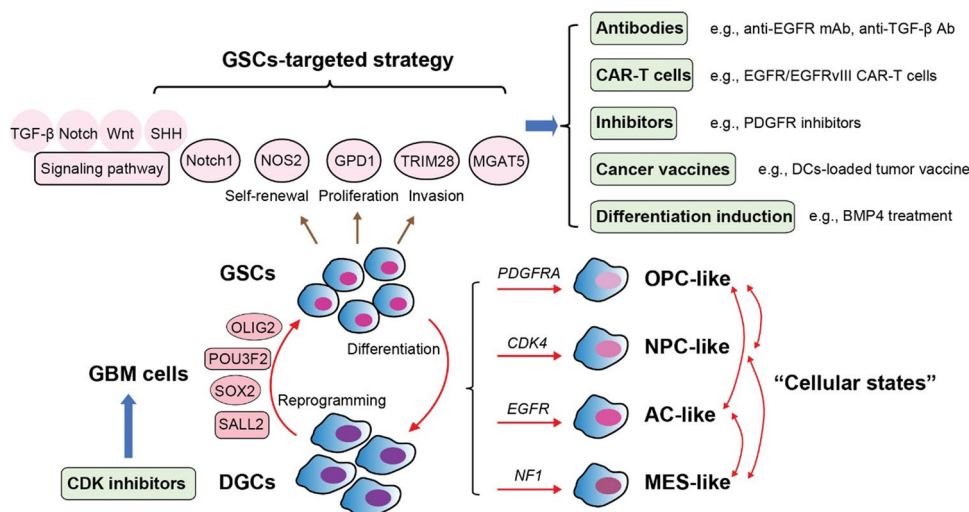 GSCs-targeted strategy
TGF-β Notch Wnt SHH
Signaling pathway
Notch1 NOS2 GPD1 TRIM28 MGAT5
Self-renewal Proliferation Invasion
Antibodies e.g., anti-EGFR mAb, anti-TGF-β Ab
CAR-T cells e.g., EGFR/EGFRvIII CAR-T cells
Inhibitors e.g., PDGFR inhibitors
Cancer vaccines e.g., DCs-loaded tumor vaccine
Differentiation induction e.g., BMP4 treatment
GSCs
OLIG2
POU3F2
SOX2
SALL2
Differentiation
Reprogramming
GBM cells
CDK inhibitors
DGCs
PDGFRA OPC-like
CDK4 NPC-like
EGFR AC-like
NF1 MES-like
“Cellular states”